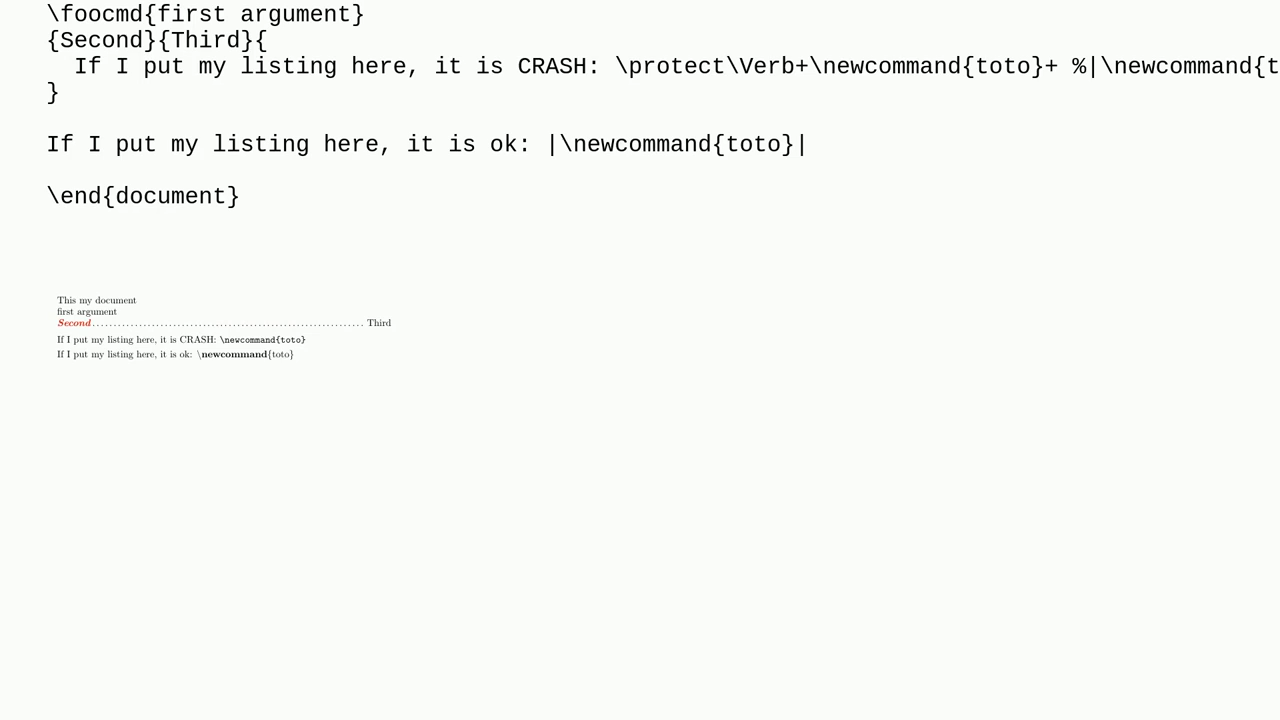 \foocmd{first argument}
{Second}{Third}{
  If I put my listing here, it is CRASH: \protect\Verb+\newcommand{toto}+ %|\newcommand{t
}
If I put my listing here, it is ok: |\newcommand{toto}|
\end{document}
This my document
first argument
Second................................................................ Third
If I put my listing here, it is CRASH: \newcommand{toto}
If I put my listing here, it is ok: \newcommand{toto}